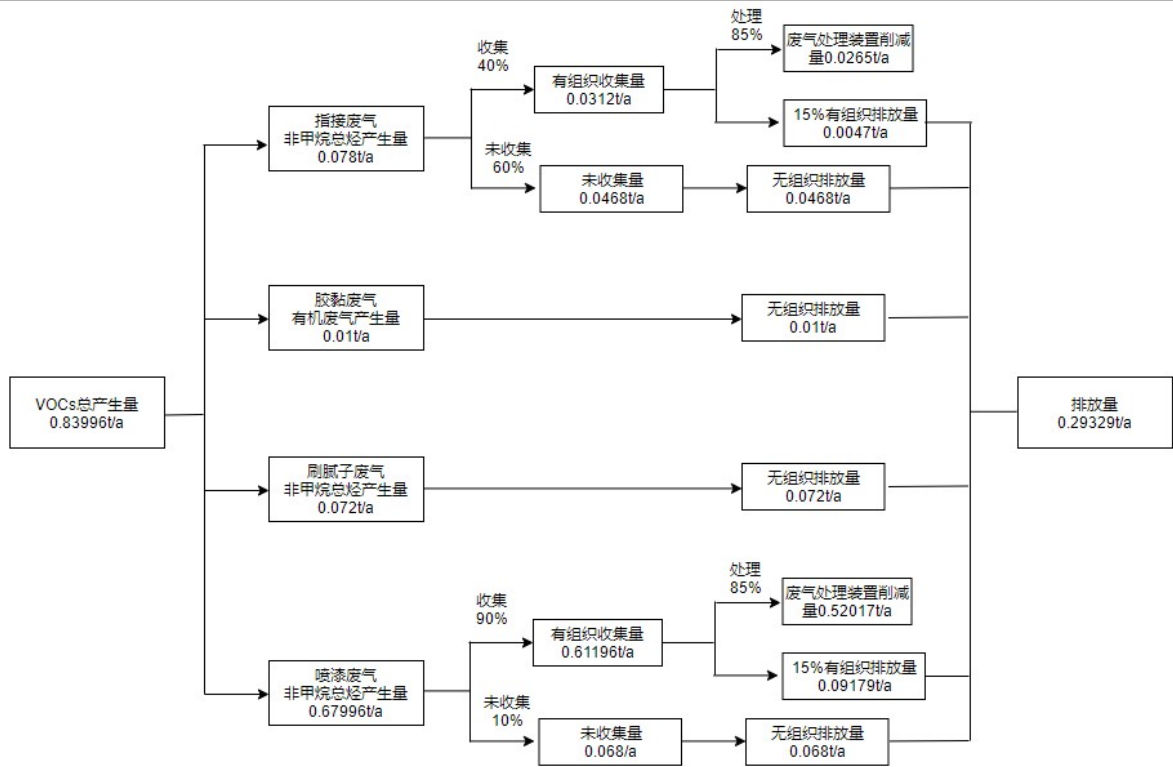 处理
85%
废气处理装置削减
量0.0265t/a
收集
40%
有组织收集量
0.0312t/a
15%有组织排放量
0.0047t/a
指接废气
非甲烷总烃产生量
0.078t/a
未收集
60%
未收集量
0.0468t/a
无组织排放量
0.0468t/a
胶黏废气
有机废气产生量
0.01t/a
无组织排放量
0.01t/a
VOCs总产生量
0.83996t/a
排放量
0.29329t/a
刷腻子废气
非甲烷总烃产生量
0.072t/a
无组织排放量
0.072t/a
处理
85%
废气处理装置削减
量0.52017t/a
收集
90%
有组织收集量
0.61196t/a
15%有组织排放量
0.09179t/a
喷漆废气
非甲烷总烃产生量
0.67996t/a
未收集
10%
未收集量
0.068/a
无组织排放量
0.068t/a